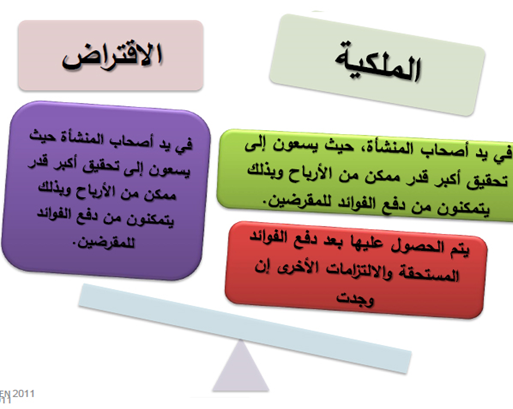 الملكية
في يد أصحاب المنشأة، حيث يسعون إلى
تحقيق أكبر قدر ممكن من الأرباح وبذلك
يتمكنون من دفع الفوائد للمقرضين.
يتم الحصول عليها بعد دفع الفوائد
المستحقة والالتزامات الأخرى إن
وجدت
الاقتراض
في يد أصحاب المنشأة حيث
يسعون إلى تحقيق أكبر قدر
ممكن من الأرباح وبذلك
يتمكنون من دفع الفوائد
للمقرضين.
EN 2011